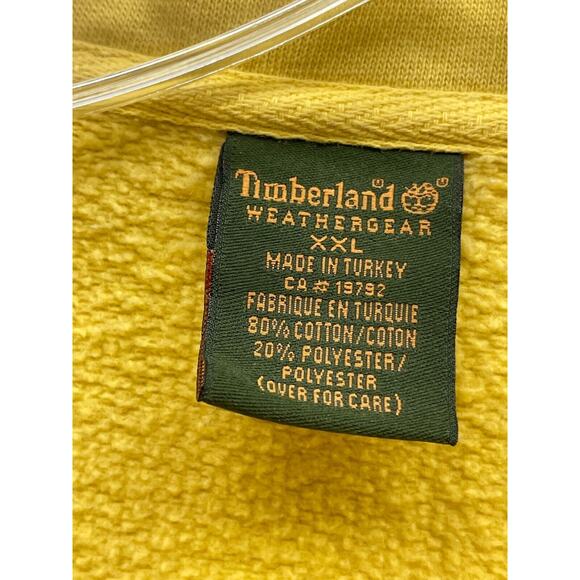 Timberland
WEATHERGEAR
XXL
MADE IN TURKEY
CA# 19792
FABRIQUE EN TURQUIE
80% COTTON/COTON
20% POLYESTER/
POLYESTER
(OVER FOR CARE)